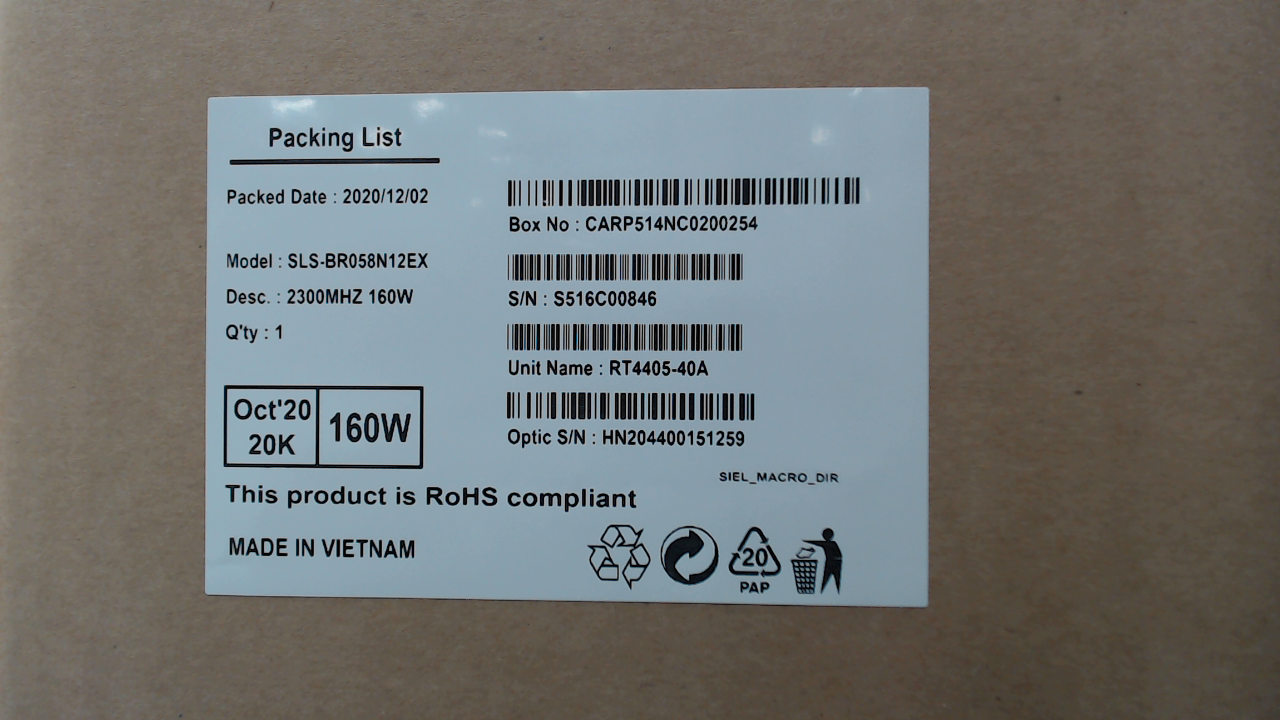 Packing List
Packed Date : 2020/12/02
Model : SLS-BR058N12EX
Desc. : 2300MHZ 160W
Q'ty : 1
Oct'20
20K
160W
Box No : CARP514NC0200254
S/N : S516C00846
Unit Name : RT4405-40A
Optic S/N : HN204400151259
SIEL_MACRO_DIR
This product is RoHS compliant
MADE IN VIETNAM
20
PAP